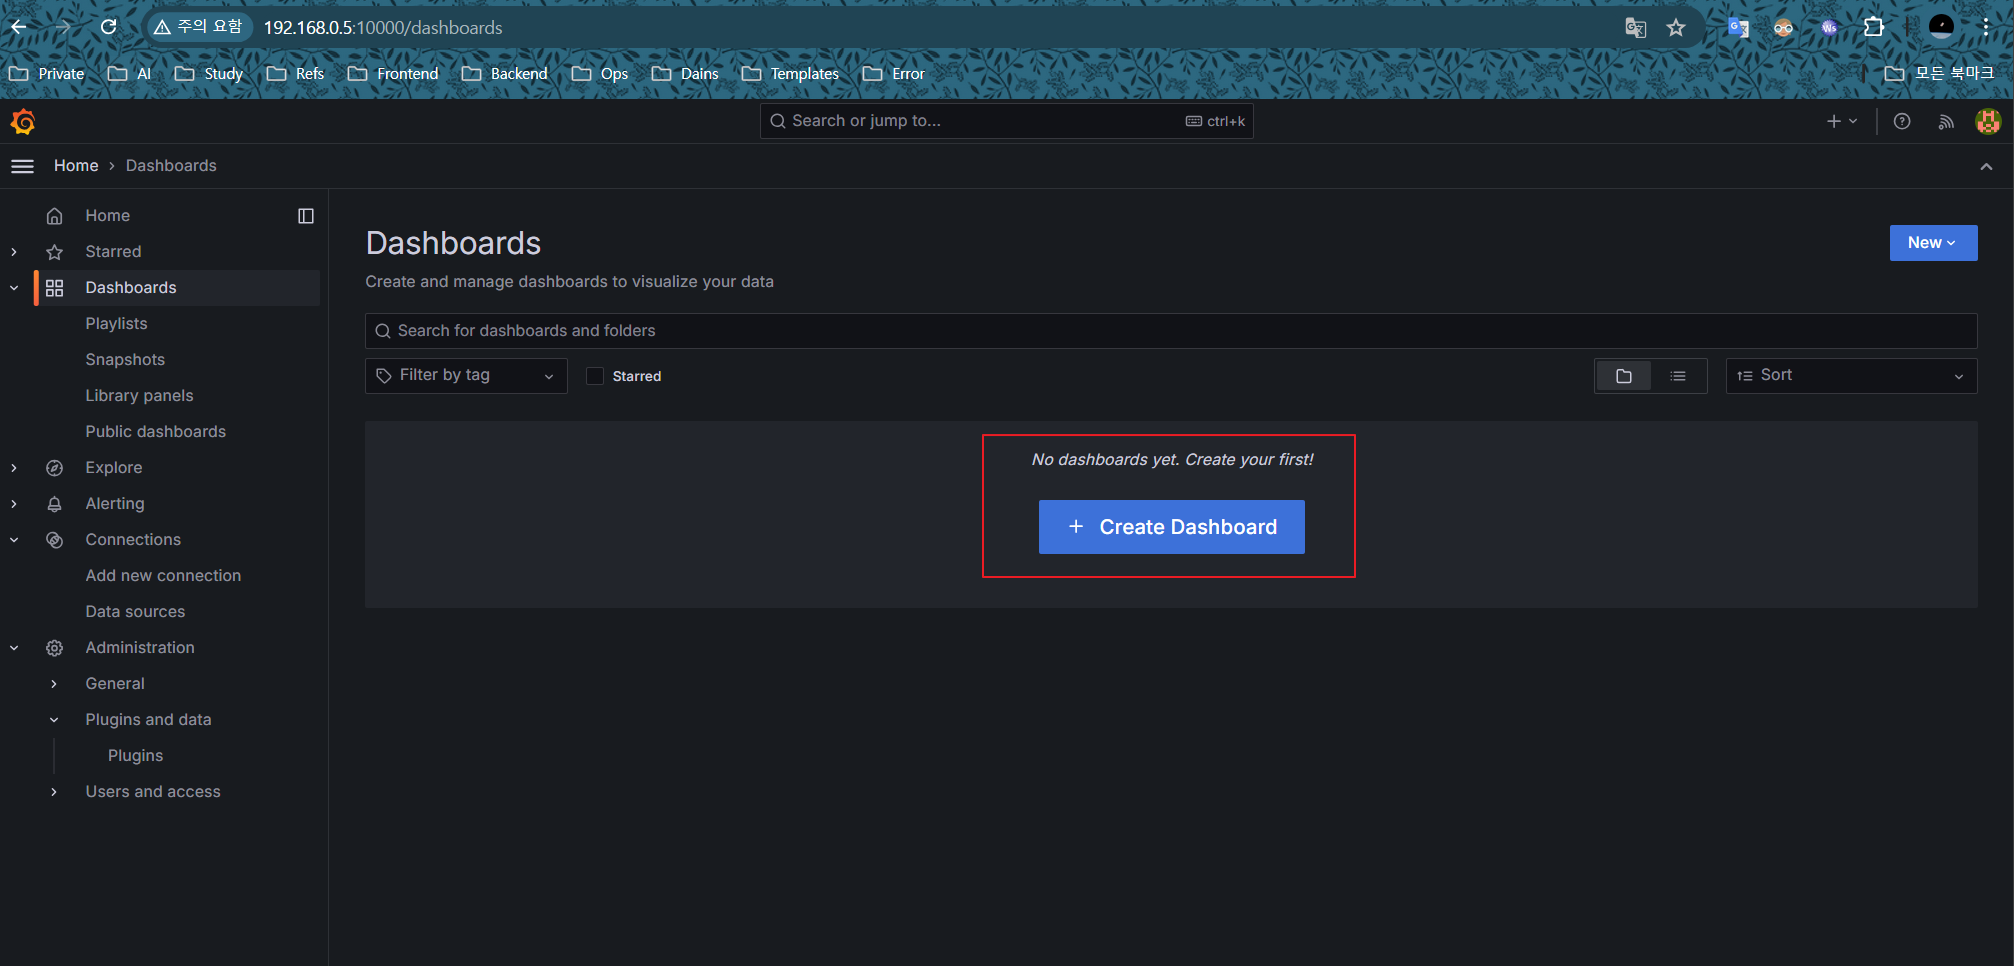 주의 요함
192.168.0.5:10000/dashboards
Private
AI
Study
Refs
Frontend
Backend
Ops
Dains
Templates
Error
모든 북마크
Search or jump to...
ctrl+k
Home
Dashboards
Home
Starred
Dashboards
Playlists
Snapshots
Library panels
Public dashboards
Explore
Alerting
Connections
Add new connection
Data sources
Administration
General
Plugins and data
Plugins
Users and access
Dashboards
New
Create and manage dashboards to visualize your data
Search for dashboards and folders
Filter by tag
Starred
Sort
No dashboards yet. Create your first!
+ Create Dashboard